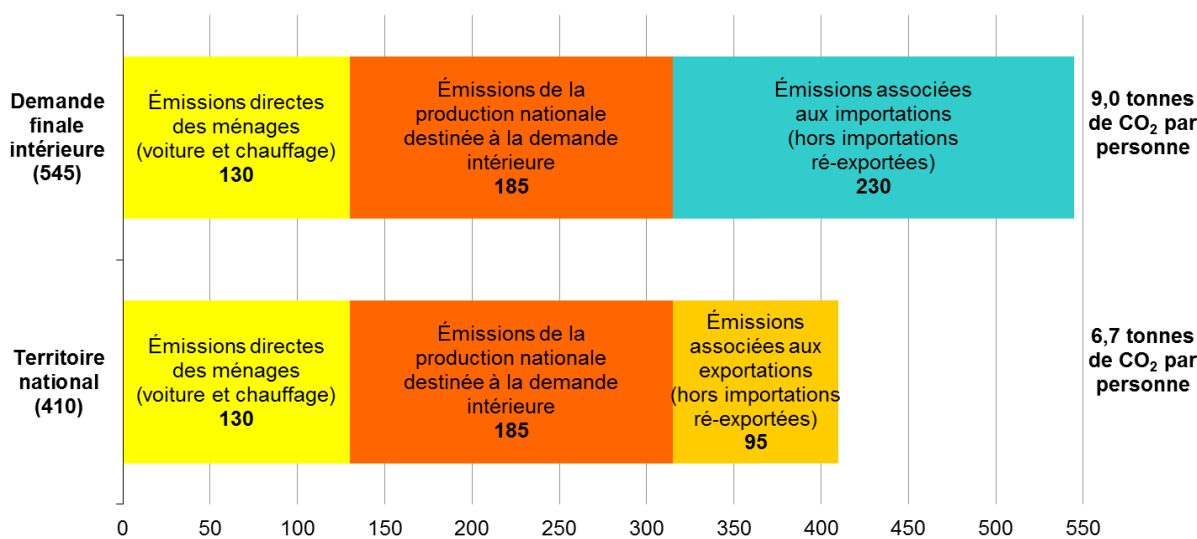 Demande
finale
intérieure
(545)
Émissions directes
des ménages
(voiture et chauffage)
130
Émissions de la
production nationale
destinée à la demande
intérieure
185
Émissions associées
aux importations
(hors importations
ré-exportées)
230
9,0 tonnes
de CO₂ par
personne
Territoire
national
(410)
Émissions directes
des ménages
(voiture et chauffage)
130
Émissions de la
production nationale
destinée à la demande
intérieure
185
Émissions
associées aux
exportations
(hors importations
ré-exportées)
95
6,7 tonnes
de CO₂ par
personne
0 50 100 150 200 250 300 350 400 450 500 550